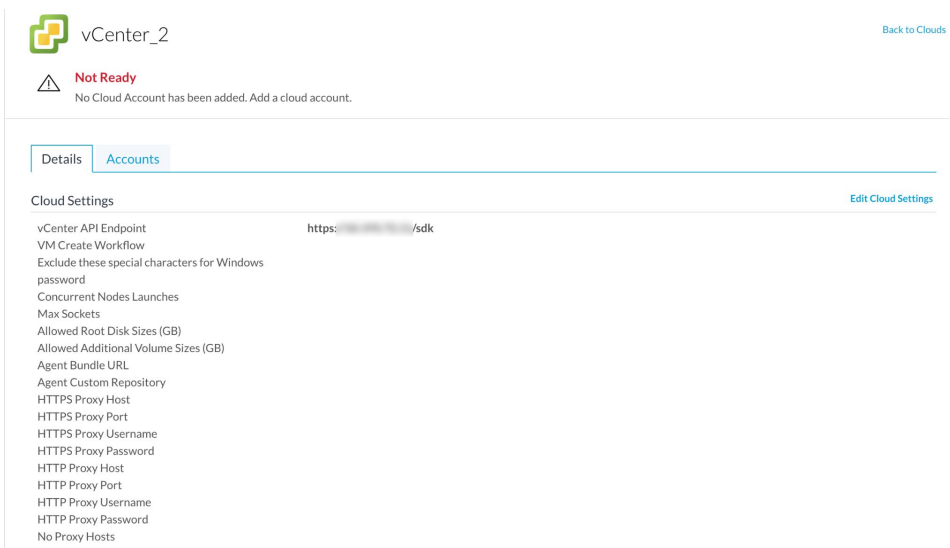 vCenter_2
Back to Clouds
Not Ready
No Cloud Account has been added. Add a cloud account.
Details
Accounts
Cloud Settings
Edit Cloud Settings
vCenter API Endpoint
https: /sdk
VM Create Workflow
Exclude these special characters for Windows
password
Concurrent Nodes Launches
Max Sockets
Allowed Root Disk Sizes (GB)
Allowed Additional Volume Sizes (GB)
Agent Bundle URL
Agent Custom Repository
HTTPS Proxy Host
HTTPS Proxy Port
HTTPS Proxy Username
HTTPS Proxy Password
HTTP Proxy Host
HTTP Proxy Port
HTTP Proxy Username
HTTP Proxy Password
No Proxy Hosts